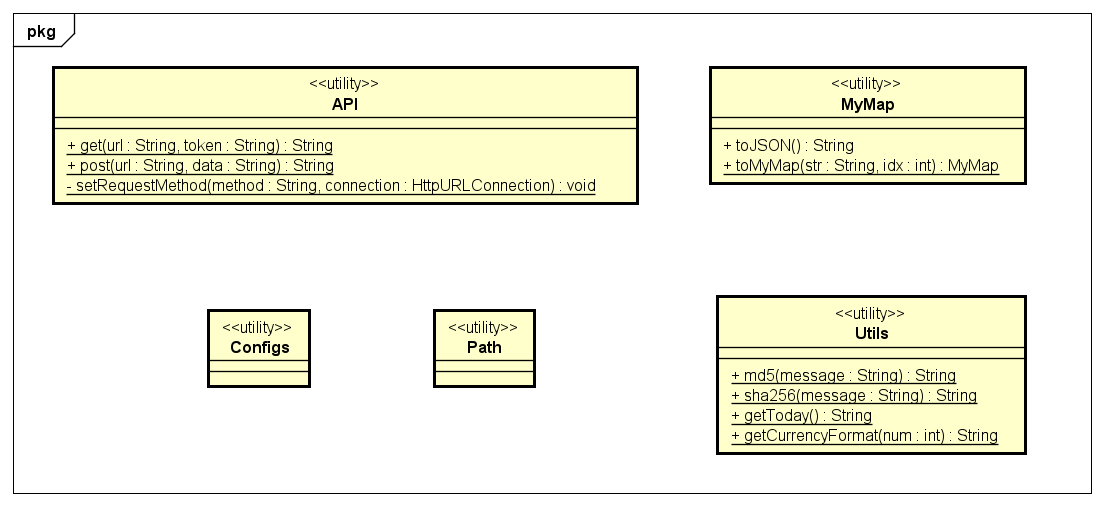 pkg
<<utility>>
API
+ get(url : String, token : String) : String
+ post(url : String, data : String) : String
- setRequestMethod(method : String, connection : HttpURLConnection) : void
<<utility>>
MyMap
+ toJSON() : String
+ toMyMap(str : String, idx : int) : MyMap
<<utility>>
Configs
<<utility>>
Path
<<utility>>
Utils
+ md5(message : String) : String
+ sha256(message : String) : String
+ getToday() : String
+ getCurrencyFormat(num : int) : String